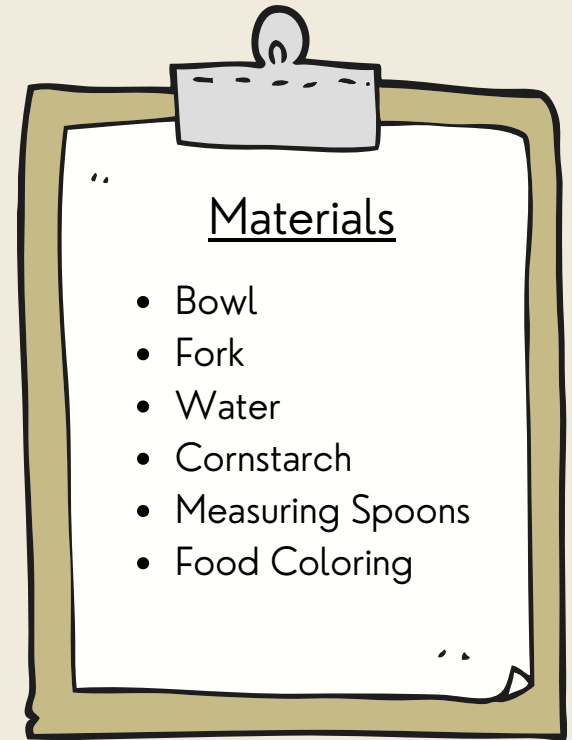 Materials
• Bowl
• Fork
• Water
• Cornstarch
• Measuring Spoons
• Food Coloring